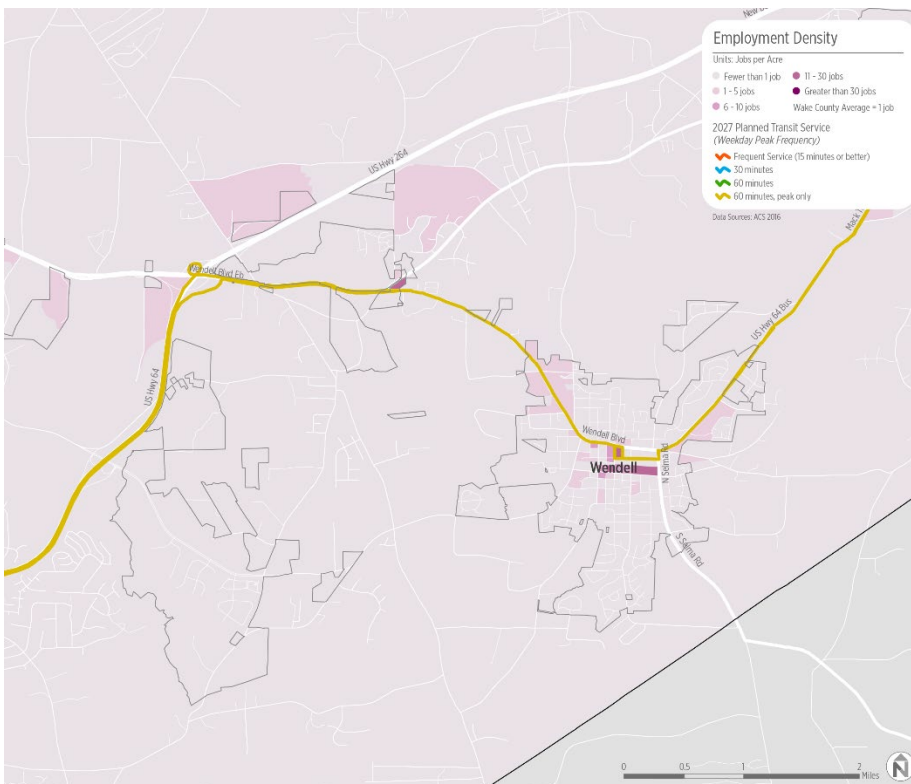 New B
Employment Density
Units: Jobs per Acre
Fewer than 1 job
11 - 30 jobs
1 - 5 jobs
Greater than 30 jobs
6 - 10 jobs
Wake County Average = 1 job
2027 Planned Transit Service
(Weekday Peak Frequency)
Frequent Service (15 minutes or better)
30 minutes
60 minutes
60 minutes, peak only
Data Sources: ACS 2016
US Hwy 264
Mack
Wendell Blvd Eb
US Hwy 64 Bus
US Hwy 64
Wendell Blvd
Wendell
N Selma Rd
S Selma Rd
0 0.5 1 2
Miles
N